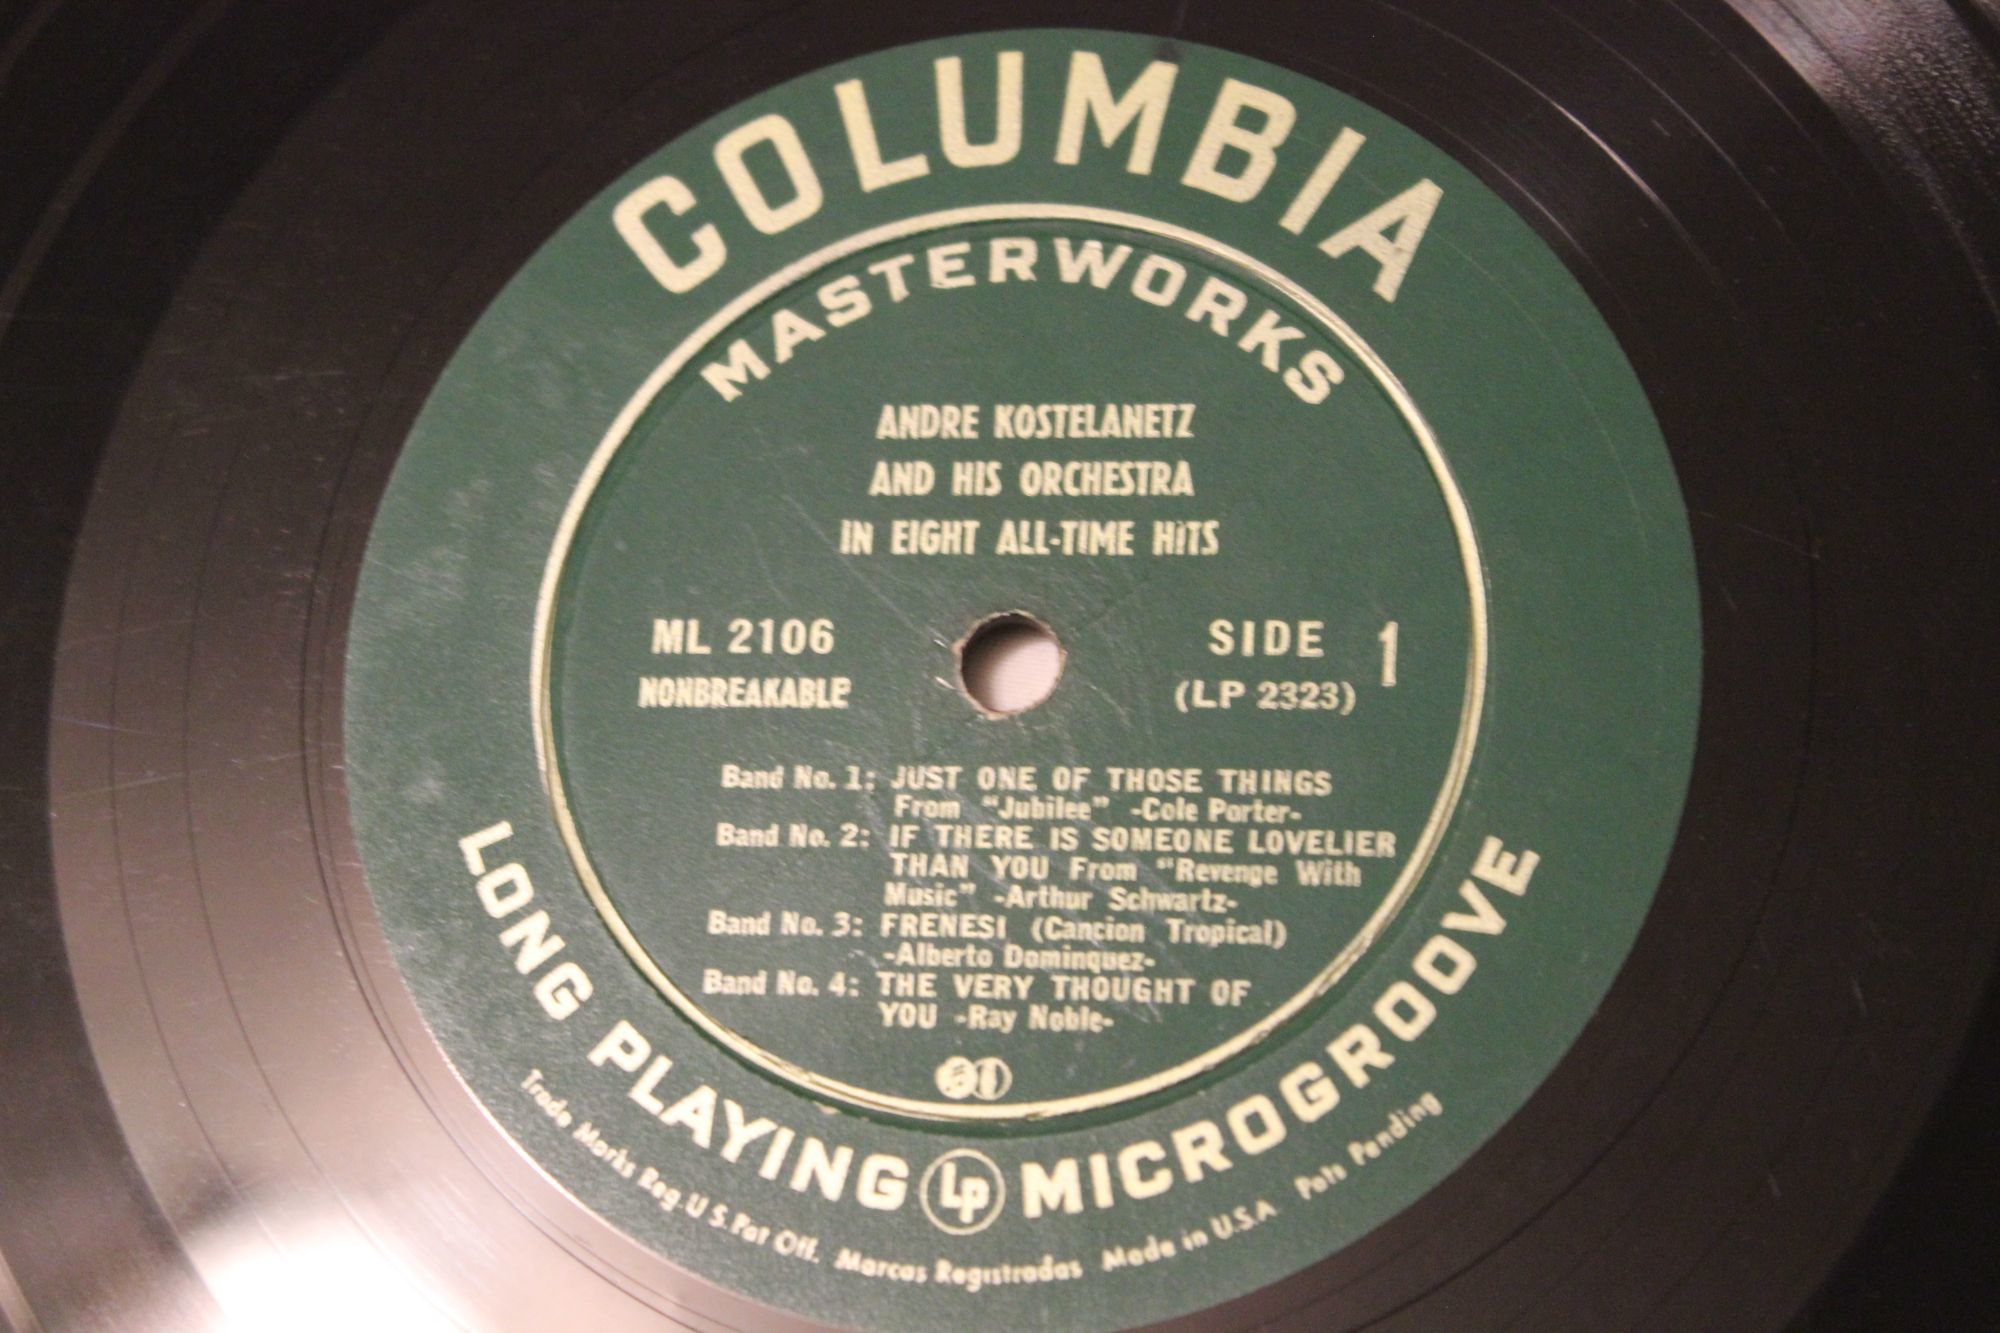 COLUMBIA
MASTERWORKS
ANDRE KOSTELANETZ
AND HIS ORCHESTRA
IN EIGHT ALL-TIME HITS
ML 2106
NONBREAKABLE
SIDE 1
(LP 2323)
Band No. 1: JUST ONE OF THOSE THINGS
From "Jubilee" -Cole Porter-
Band No. 2: IF THERE IS SOMEONE LOVELIER
THAN YOU From "Revenge With
Music" -Arthur Schwartz-
Band No. 3: FRENESI (Cancion Tropical)
-Alberto Dominquez-
Band No. 4: THE VERY THOUGHT OF
YOU -Ray Noble-
LONG PLAYING Lp MICROGROOVE
Trade Marks Reg. U S. Pat Off. Marcas Registradas Made in U.S.A Pats Pending